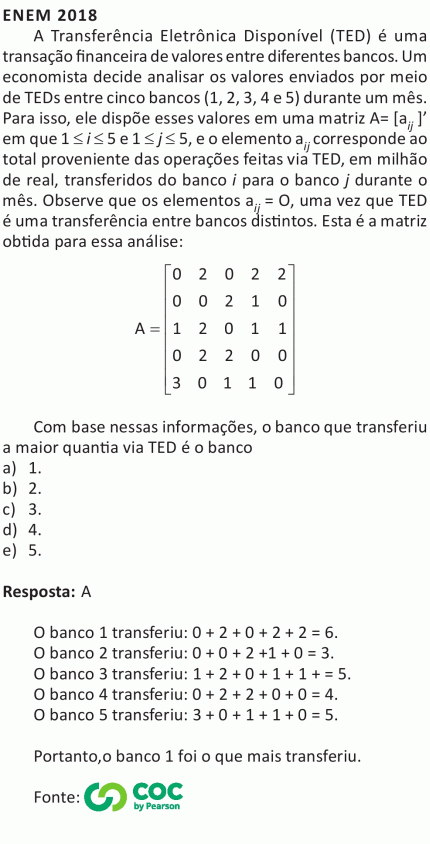 ENEM 2018
A Transferência Eletrônica Disponível (TED) é uma
transação financeira de valores entre diferentes bancos. Um
economista decide analisar os valores enviados por meio
de TEDs entre cinco bancos (1, 2, 3, 4 e 5) durante um mês.
Para isso, ele dispõe esses valores em uma matriz A= [a_ij ]’
em que 1 ≤ i ≤ 5 e 1 ≤ j ≤ 5, e o elemento a_ij corresponde ao
total proveniente das operações feitas via TED, em milhão
de real, transferidos do banco i para o banco j durante o
mês. Observe que os elementos a_ij = O, uma vez que TED
é uma transferência entre bancos distintos. Esta é a matriz
obtida para essa análise:
0 2 0 2 2
0 0 2 1 0
A = 1 2 0 1 1
0 2 2 0 0
3 0 1 1 0
Com base nessas informações, o banco que transferiu
a maior quantia via TED é o banco
a) 1.
b) 2.
c) 3.
d) 4.
e) 5.
Resposta: A
O banco 1 transferiu: 0 + 2 + 0 + 2 + 2 = 6.
O banco 2 transferiu: 0 + 0 + 2 +1 + 0 = 3.
O banco 3 transferiu: 1 + 2 + 0 + 1 + 1 + = 5.
O banco 4 transferiu: 0 + 2 + 2 + 0 + 0 = 4.
O banco 5 transferiu: 3 + 0 + 1 + 1 + 0 = 5.
Portanto,o banco 1 foi o que mais transferiu.
Fonte: COC
by Pearson